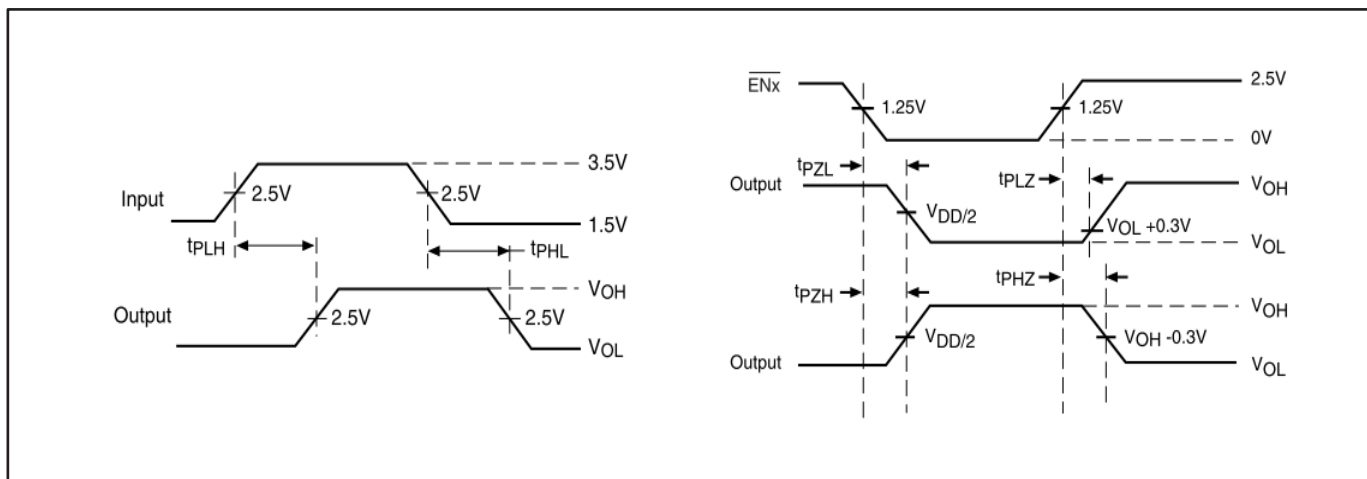 3.5V
Input
2.5V
2.5V
1.5V
tPLH
tPHL
VOH
Output
2.5V
2.5V
VOL
ENx
2.5V
1.25V
1.25V
0V
tPZL
tPLZ
Output
VOH
VDD/2
VOL +0.3V
VOL
tPZH
tPHZ
VOH
VDD/2
VOH -0.3V
Output
VOL